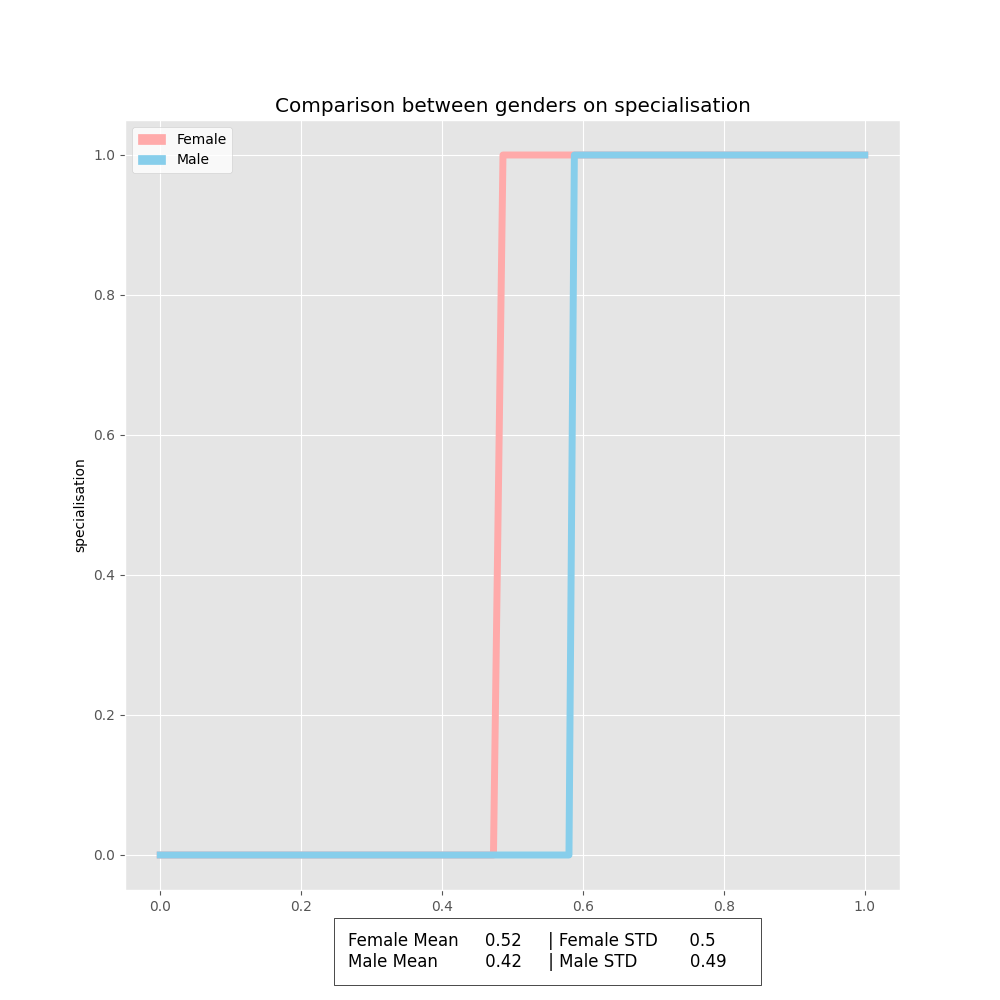 Comparison between genders on specialisation
Female
Male
1.0
0.8
0.6
0.4
0.2
0.0
specialisation
0.0 0.2 0.4 0.6 0.8 1.0
Female Mean 0.52 | Female STD 0.5
Male Mean 0.42 | Male STD 0.49